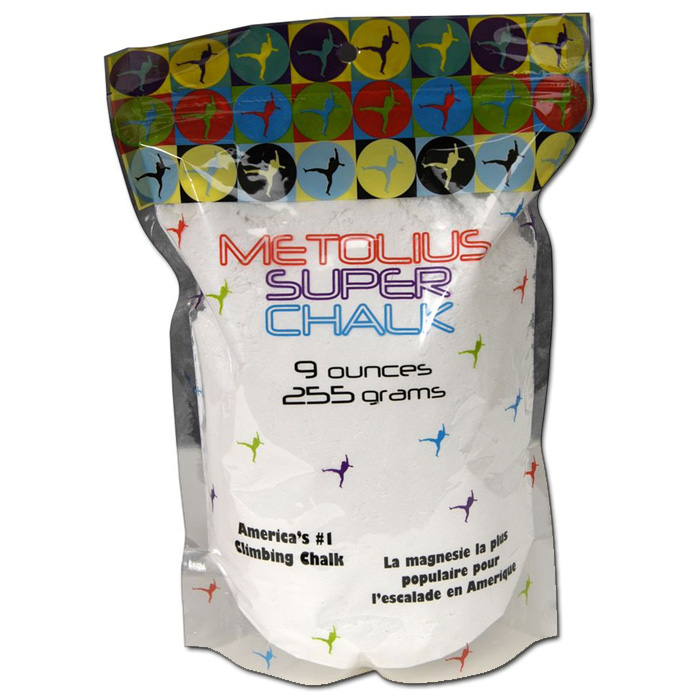 METOLIUS
SUPER
CHALK
9 ounces
255 grams
America's #1
Climbing Chalk
La magnesie la plus
populaire pour
l'escalade en Amerique